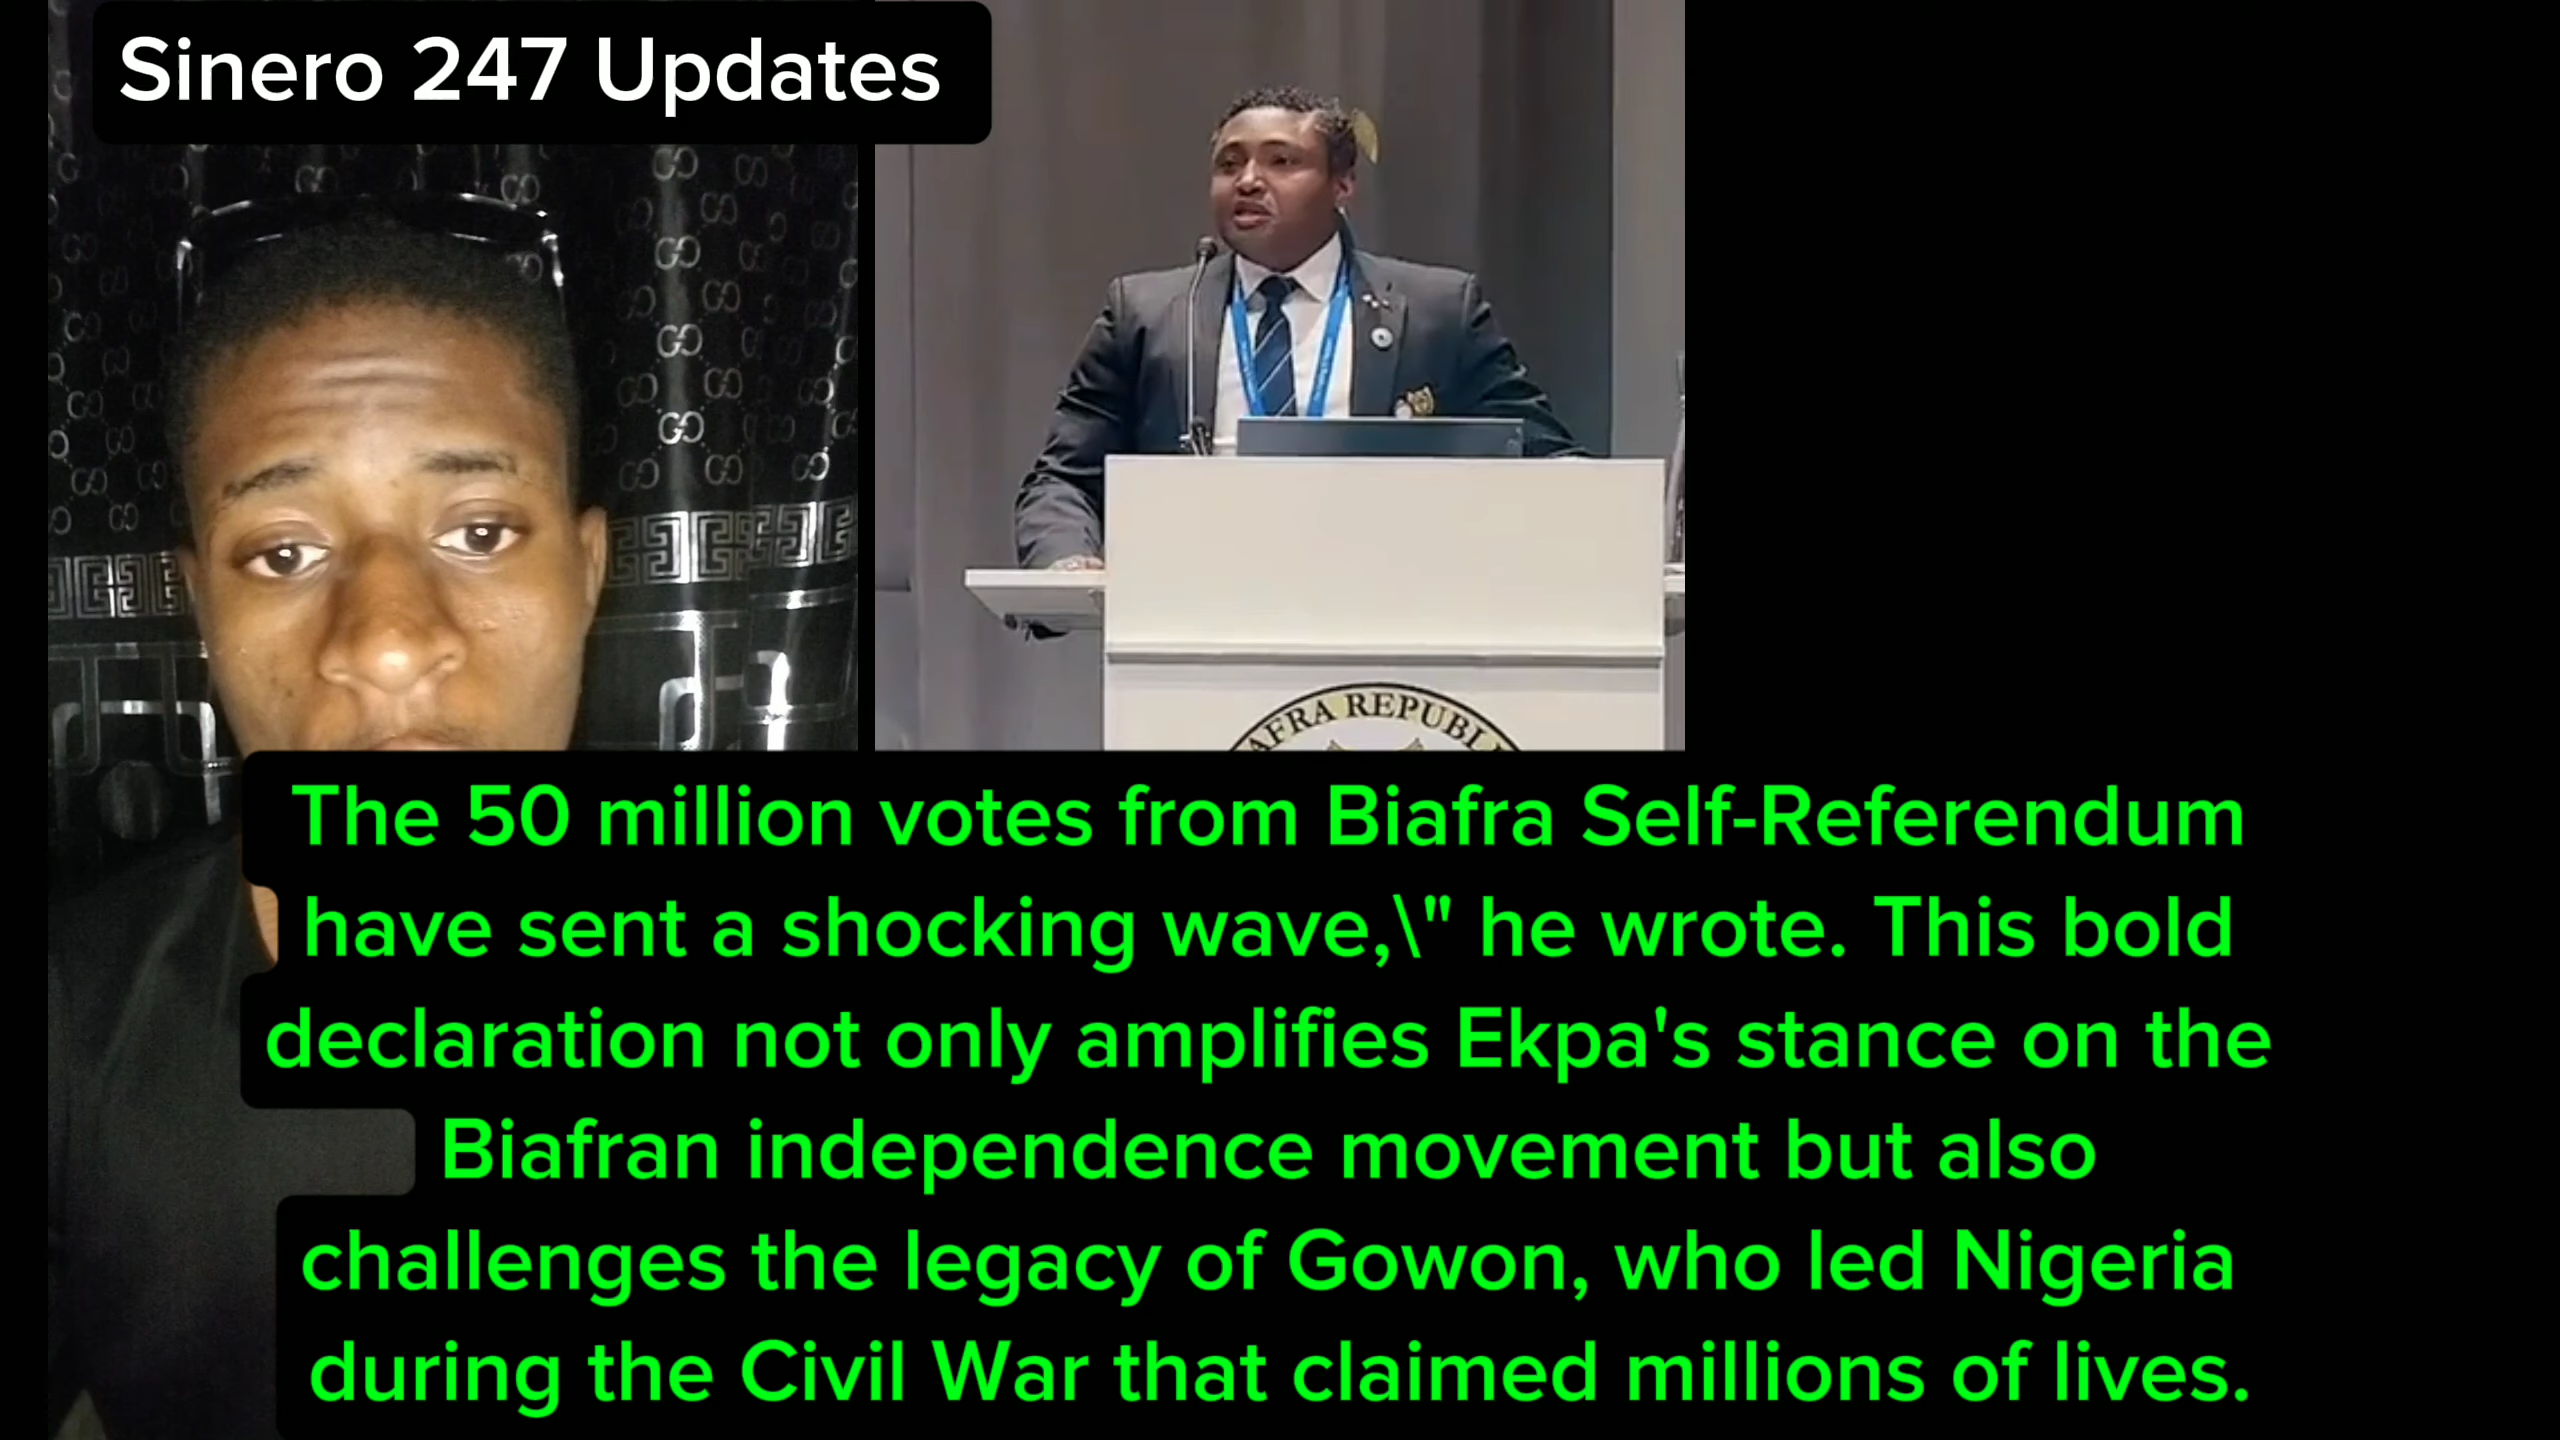 Sinero 247 Updates
AFRA REPUBLI
The 50 million votes from Biafra Self-Referendum
have sent a shocking wave,\" he wrote. This bold
declaration not only amplifies Ekpa's stance on the
Biafran independence movement but also
challenges the legacy of Gowon, who led Nigeria
during the Civil War that claimed millions of lives.